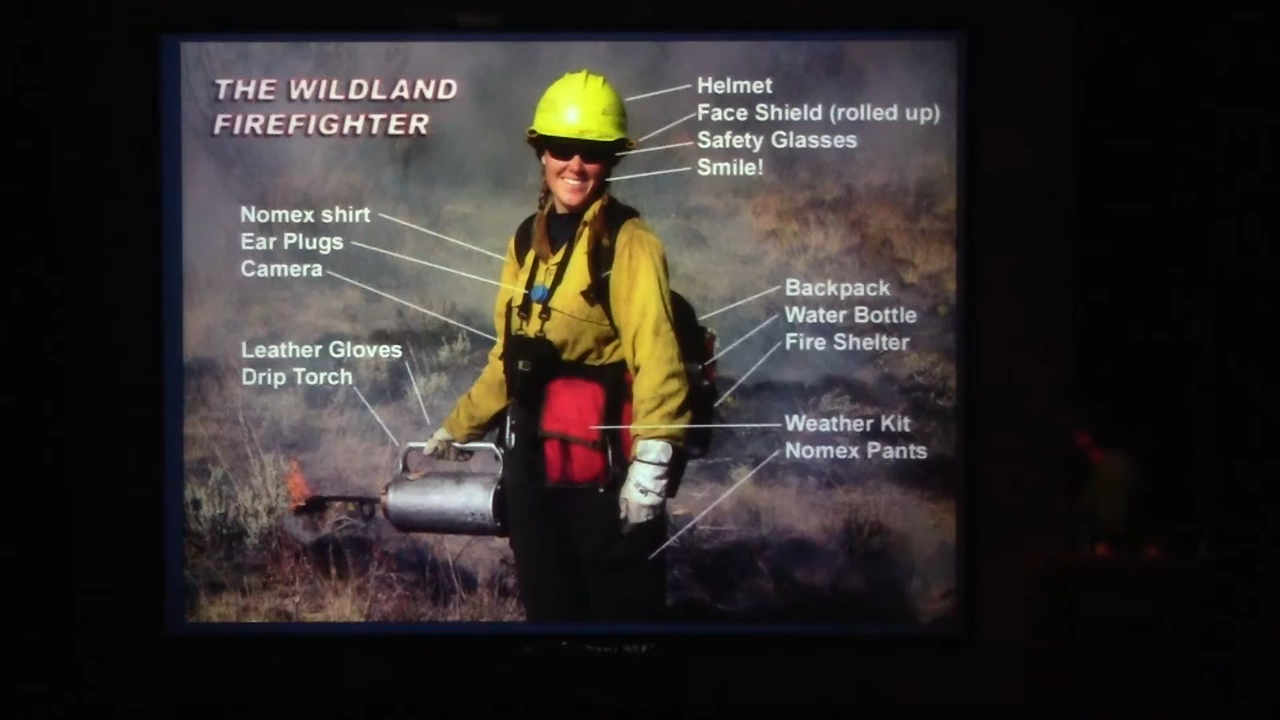 THE WILDLAND
FIREFIGHTER
Helmet
Face Shield (rolled up)
Safety Glasses
Smile!
Nomex shirt
Ear Plugs
Camera
Backpack
Water Bottle
Fire Shelter
Leather Gloves
Drip Torch
Weather Kit
Nomex Pants